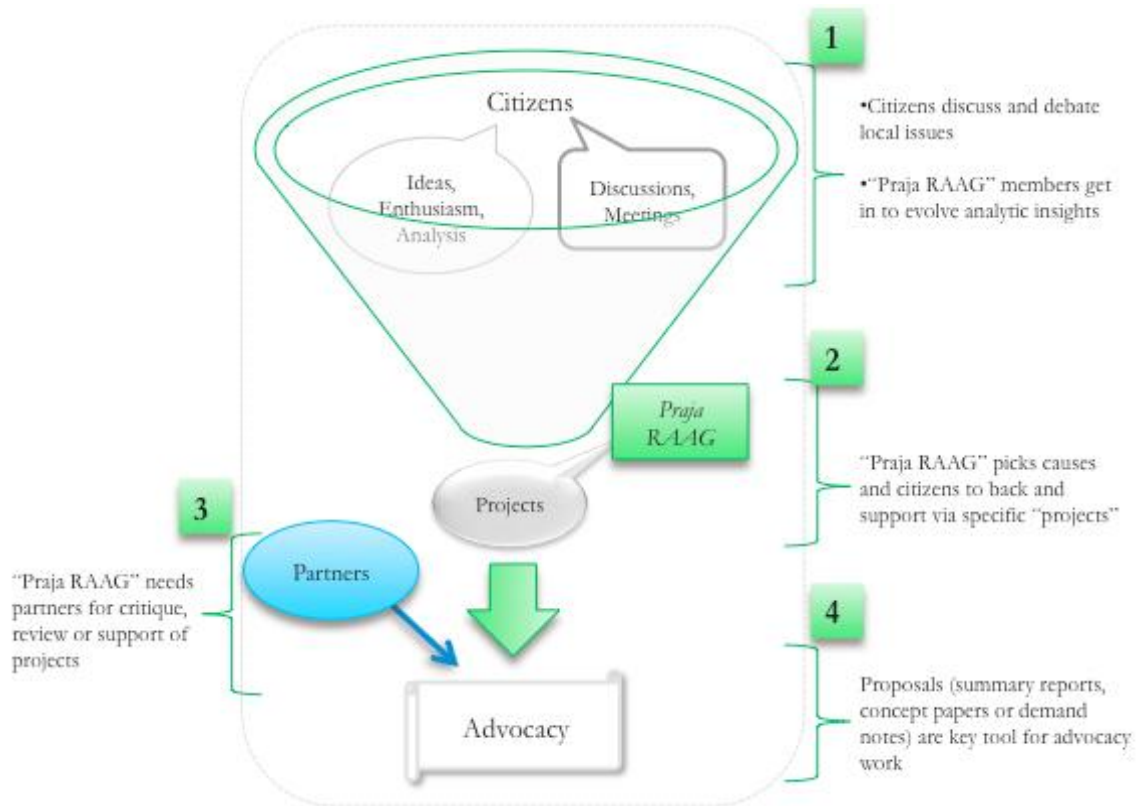 1
Citizens
Ideas,
Enthusiasm,
Analysis
Discussions,
Meetings
•Citizens discuss and debate
local issues
•“Praja RAAG” members get
in to evolve analytic insights
2
Praja
RAAG
“Praja RAAG” picks causes
and citizens to back and
support via specific “projects”
Projects
3
Partners
“Praja RAAG” needs
partners for critique,
review or support of
projects
4
Advocacy
Proposals (summary reports,
concept papers or demand
notes) are key tool for advocacy
work